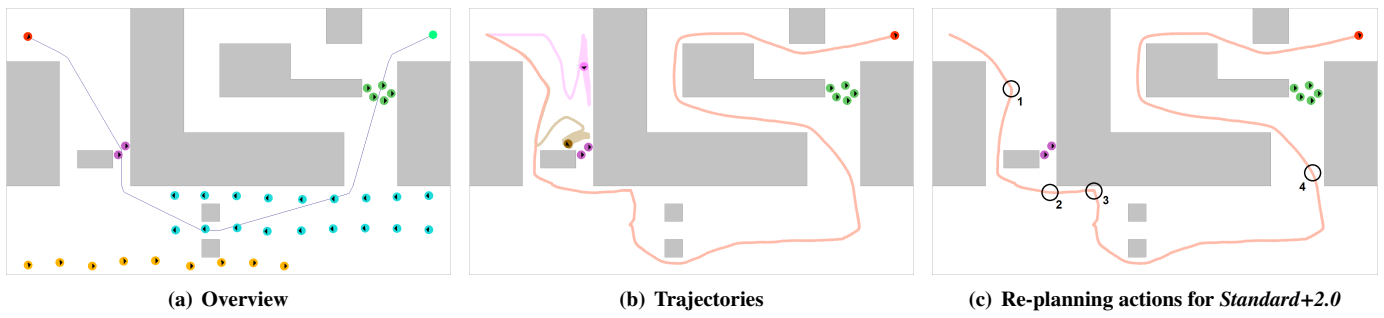 1
2
3
4
(a) Overview
(b) Trajectories
(c) Re-planning actions for Standard+2.0